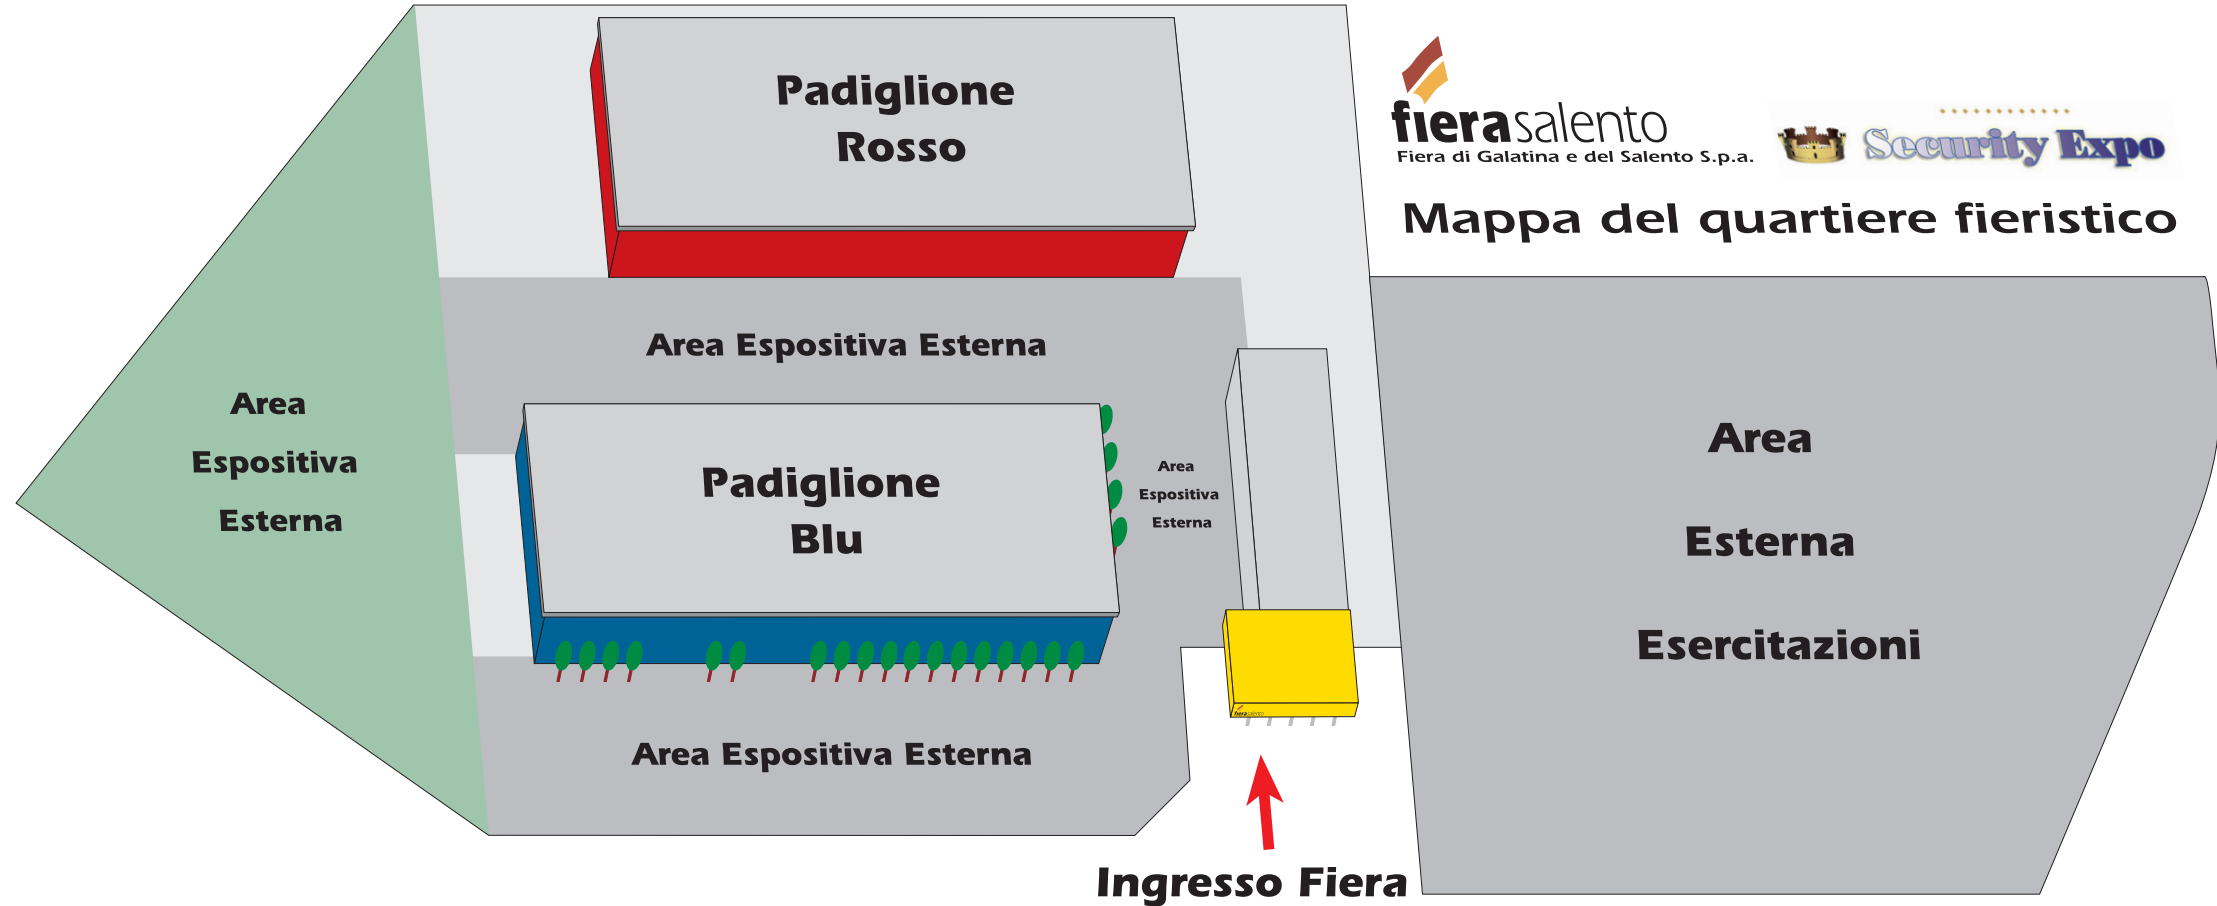 Padiglione
Rosso
fierasalento
Fiera di Galatina e del Salento S.p.a.
Security Expo
Mappa del quartiere fieristico
Area Espositiva Esterna
Area
Espositiva
Esterna
Padiglione
Blu
Area
Espositiva
Esterna
Area
Esterna
Esercitazioni
fierasalento
Area Espositiva Esterna
Ingresso Fiera